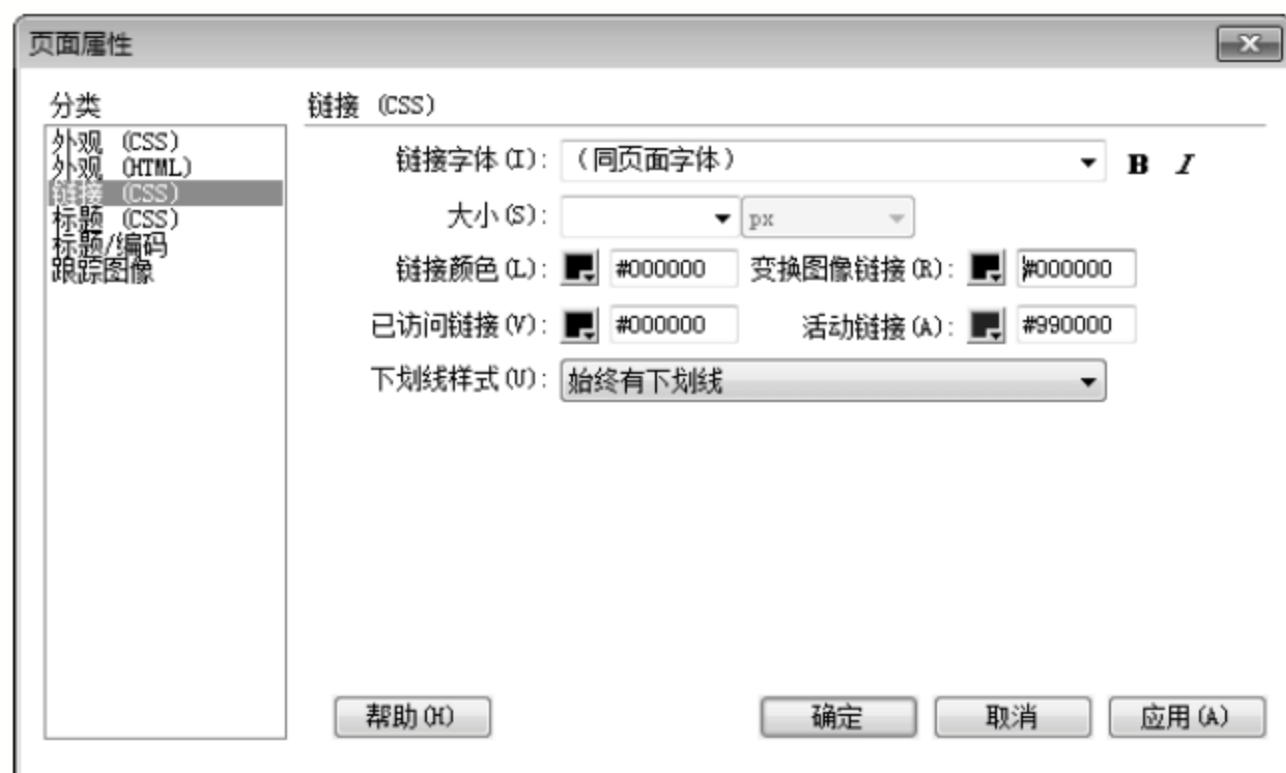 页面属性
分类
外观 (CSS)
外观 (HTML)
链接 (CSS)
标题 (CSS)
标题/编码
跟踪图像
链接 (CSS)
链接字体(I): (同页面字体) B I
大小(S): px
链接颜色(L): #000000 变换图像链接(R): #000000
已访问链接(V): #000000 活动链接(A): #990000
下划线样式(U): 始终有下划线
帮助(H) 确定 取消 应用(A)